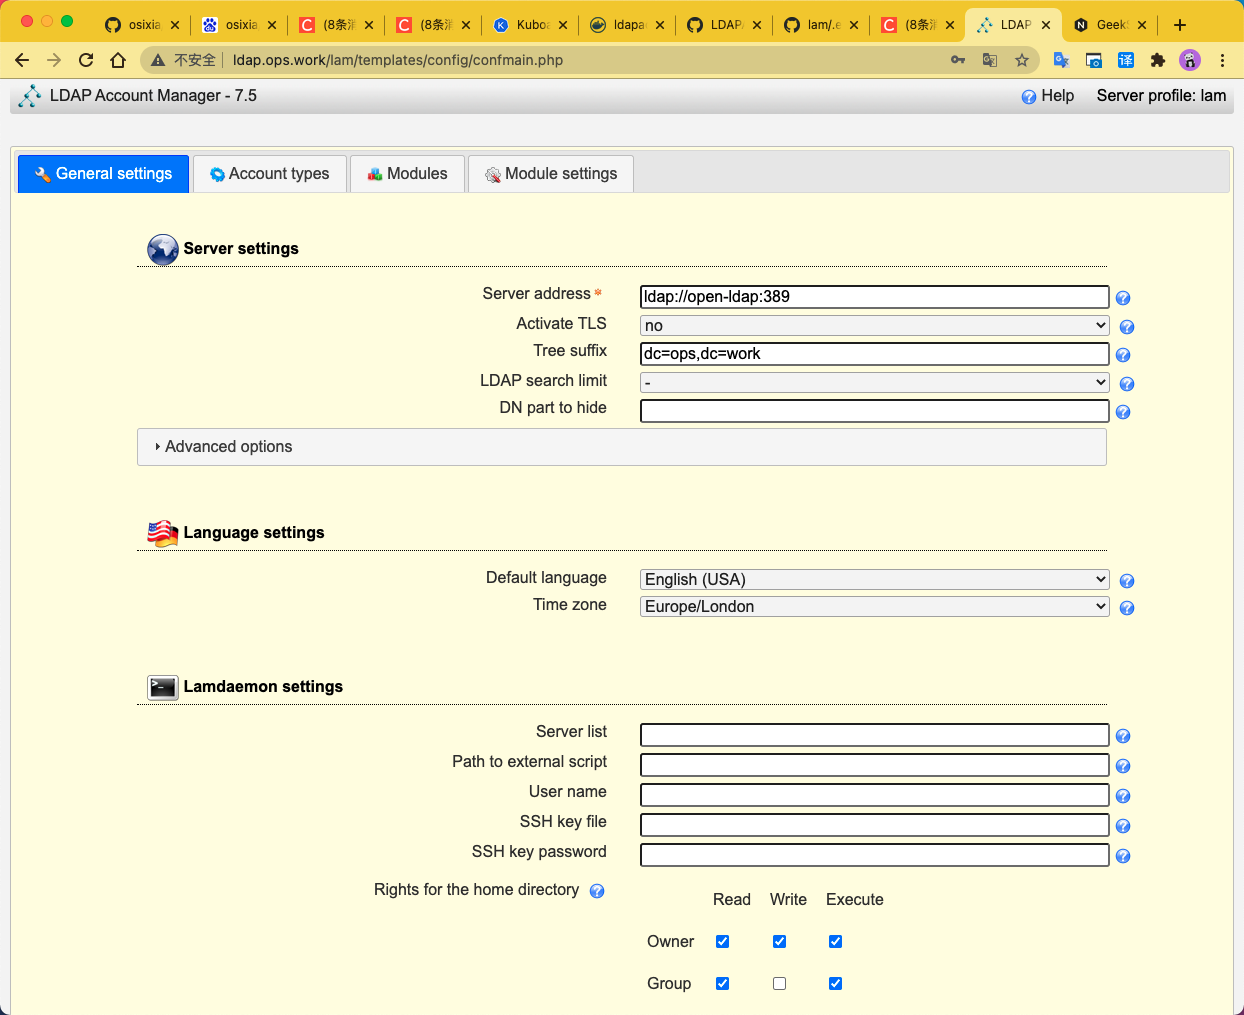 osixia
osixia
(8条消
(8条消
Kuboa
ldapac
LDAPA
lam/.e
(8条消
LDAP
GeekS
不安全
ldap.ops.work/lam/templates/config/confmain.php
LDAP Account Manager - 7.5
Help
Server profile: lam
General settings
Account types
Modules
Module settings
Server settings
Server address *
ldap://open-ldap:389
Activate TLS
no
Tree suffix
dc=ops,dc=work
LDAP search limit
-
DN part to hide
Advanced options
Language settings
Default language
English (USA)
Time zone
Europe/London
Lamdaemon settings
Server list
Path to external script
User name
SSH key file
SSH key password
Rights for the home directory
Read Write Execute
Owner
Group